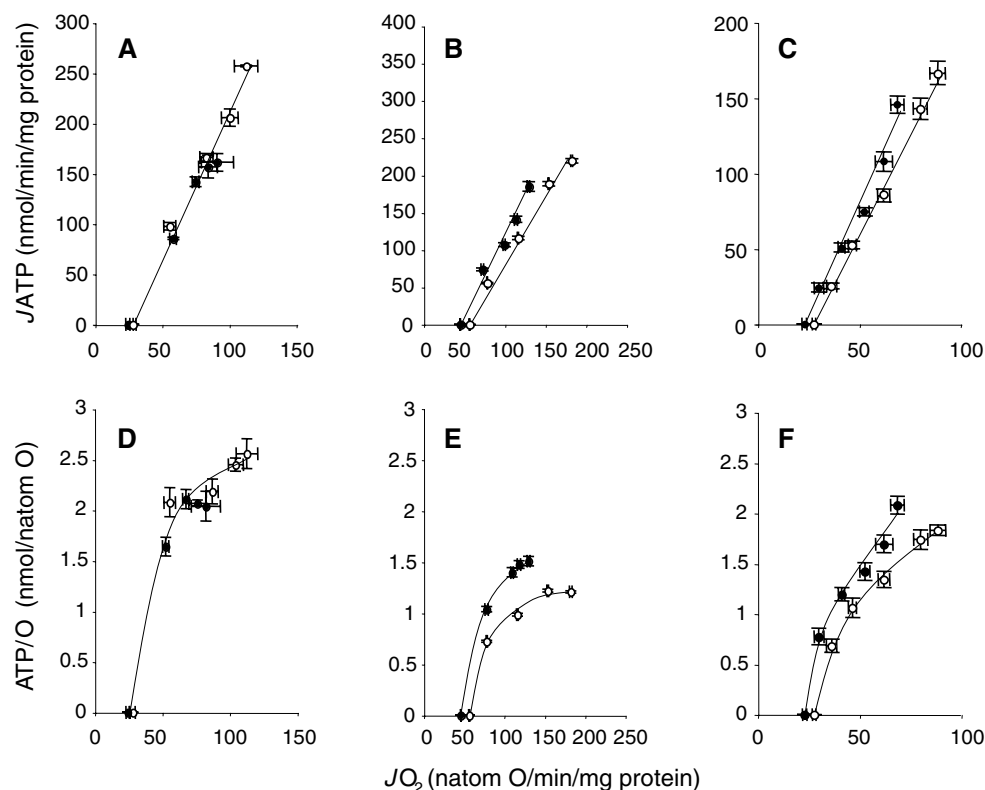 A
B
C
JATP (nmol/min/mg protein)
300
250
200
150
100
50
0
0 50 100 150
400
350
300
250
200
150
100
50
0
0 50 100 150 200 250
200
150
100
50
0
0 50 100
D
E
F
ATP/O (nmol/natom O)
3
2.5
2
1.5
1
0.5
0
0 50 100 150
3
2.5
2
1.5
1
0.5
0
0 50 100 150 200 250
3
2.5
2
1.5
1
0.5
0
0 50 100
JO₂ (natom O/min/mg protein)